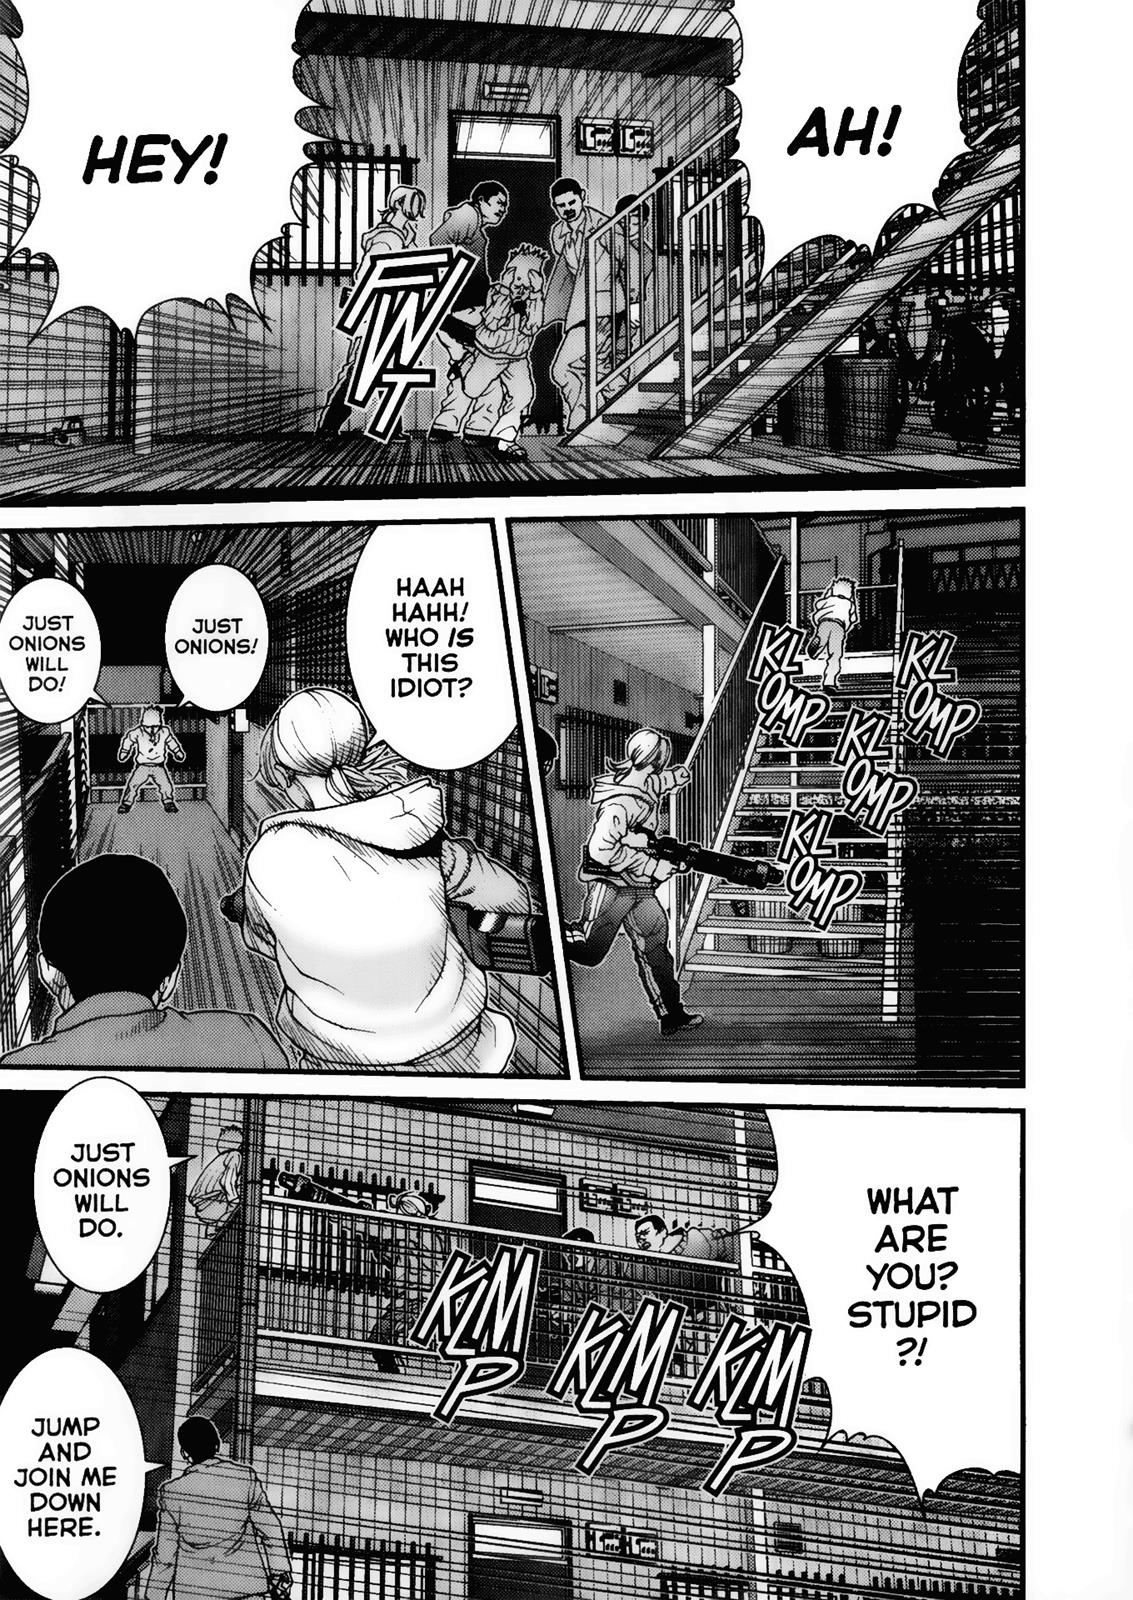 AH!
HEY!
FWWT
KL
OMP
KL
OMP
KL
OMP
KL
OMP
HAAH
HAHH!
WHO IS
THIS
IDIOT?
JUST
ONIONS!
JUST
ONIONS
WILL
DO!
WHAT
ARE
YOU?
STUPID
?!
KLM
P
KLM
P
KLM
P
JUST
ONIONS
WILL
DO.
JUMP
AND
JOIN ME
DOWN
HERE.